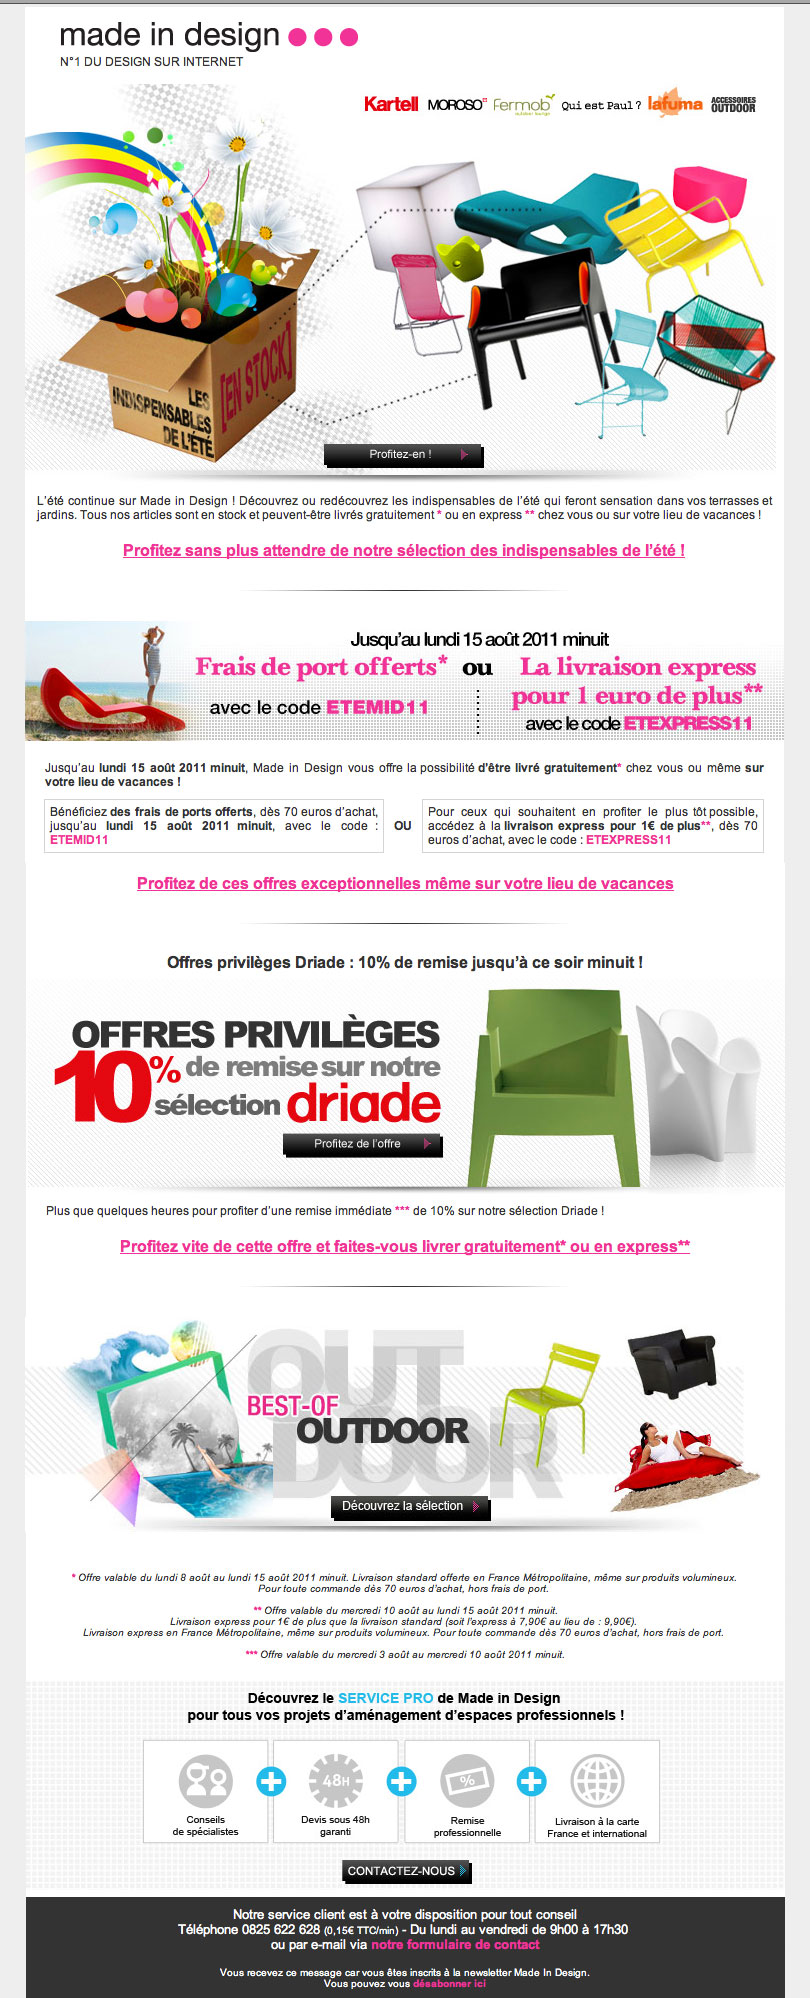 made in design
N°1 DU DESIGN SUR INTERNET
Kartell MOROSO Fermob Qui est Paul ? lafuma ACCESSOIRES OUTDOOR
outdoor lounge
LES INDISPENSABLES DE L'ÉTÉ
[EN STOCK]
Profitez-en !
L'été continue sur Made in Design ! Découvrez ou redécouvrez les indispensables de l'été qui feront sensation dans vos terrasses et
jardins. Tous nos articles sont en stock et peuvent-être livrés gratuitement * ou en express ** chez vous ou sur votre lieu de vacances !
Profitez sans plus attendre de notre sélection des indispensables de l'été !
Jusqu'au lundi 15 août 2011 minuit
Frais de port offerts* ou La livraison express
pour 1 euro de plus**
avec le code ETEMID11
avec le code ETEXPRESS11
Jusqu'au lundi 15 août 2011 minuit, Made in Design vous offre la possibilité d'être livré gratuitement* chez vous ou même sur
votre lieu de vacances !
Bénéficiez des frais de ports offerts, dès 70 euros d'achat,
jusqu'au lundi 15 août 2011 minuit, avec le code :
ETEMID11
OU
Pour ceux qui souhaitent en profiter le plus tôt possible,
accédez à la livraison express pour 1€ de plus**, dès 70
euros d'achat, avec le code : ETEXPRESS11
Profitez de ces offres exceptionnelles même sur votre lieu de vacances
Offres privilèges Driade : 10% de remise jusqu'à ce soir minuit !
OFFRES PRIVILÈGES
10% de remise sur notre
sélection driade
Profitez de l'offre
Plus que quelques heures pour profiter d'une remise immédiate *** de 10% sur notre sélection Driade !
Profitez vite de cette offre et faites-vous livrer gratuitement* ou en express**
OUT
DOOR
BEST-OF
OUTDOOR
Découvrez la sélection
* Offre valable du lundi 8 août au lundi 15 août 2011 minuit. Livraison standard offerte en France Métropolitaine, même sur produits volumineux.
Pour toute commande dès 70 euros d'achat, hors frais de port.
** Offre valable du mercredi 10 août au lundi 15 août 2011 minuit.
Livraison express pour 1€ de plus que la livraison standard (soit l'express à 7,90€ au lieu de : 9,90€).
Livraison express en France Métropolitaine, même sur produits volumineux. Pour toute commande dès 70 euros d'achat, hors frais de port.
*** Offre valable du mercredi 3 août au mercredi 10 août 2011 minuit.
Découvrez le SERVICE PRO de Made in Design
pour tous vos projets d'aménagement d'espaces professionnels !
Conseils
de spécialistes
48H
Devis sous 48h
garanti
%
Remise
professionnelle
Livraison à la carte
France et international
CONTACTEZ-NOUS
Notre service client est à votre disposition pour tout conseil
Téléphone 0825 622 628 (0,15€ TTC/min) - Du lundi au vendredi de 9h00 à 17h30
ou par e-mail via notre formulaire de contact
Vous recevez ce message car vous êtes inscrits à la newsletter Made In Design.
Vous pouvez vous désabonner ici